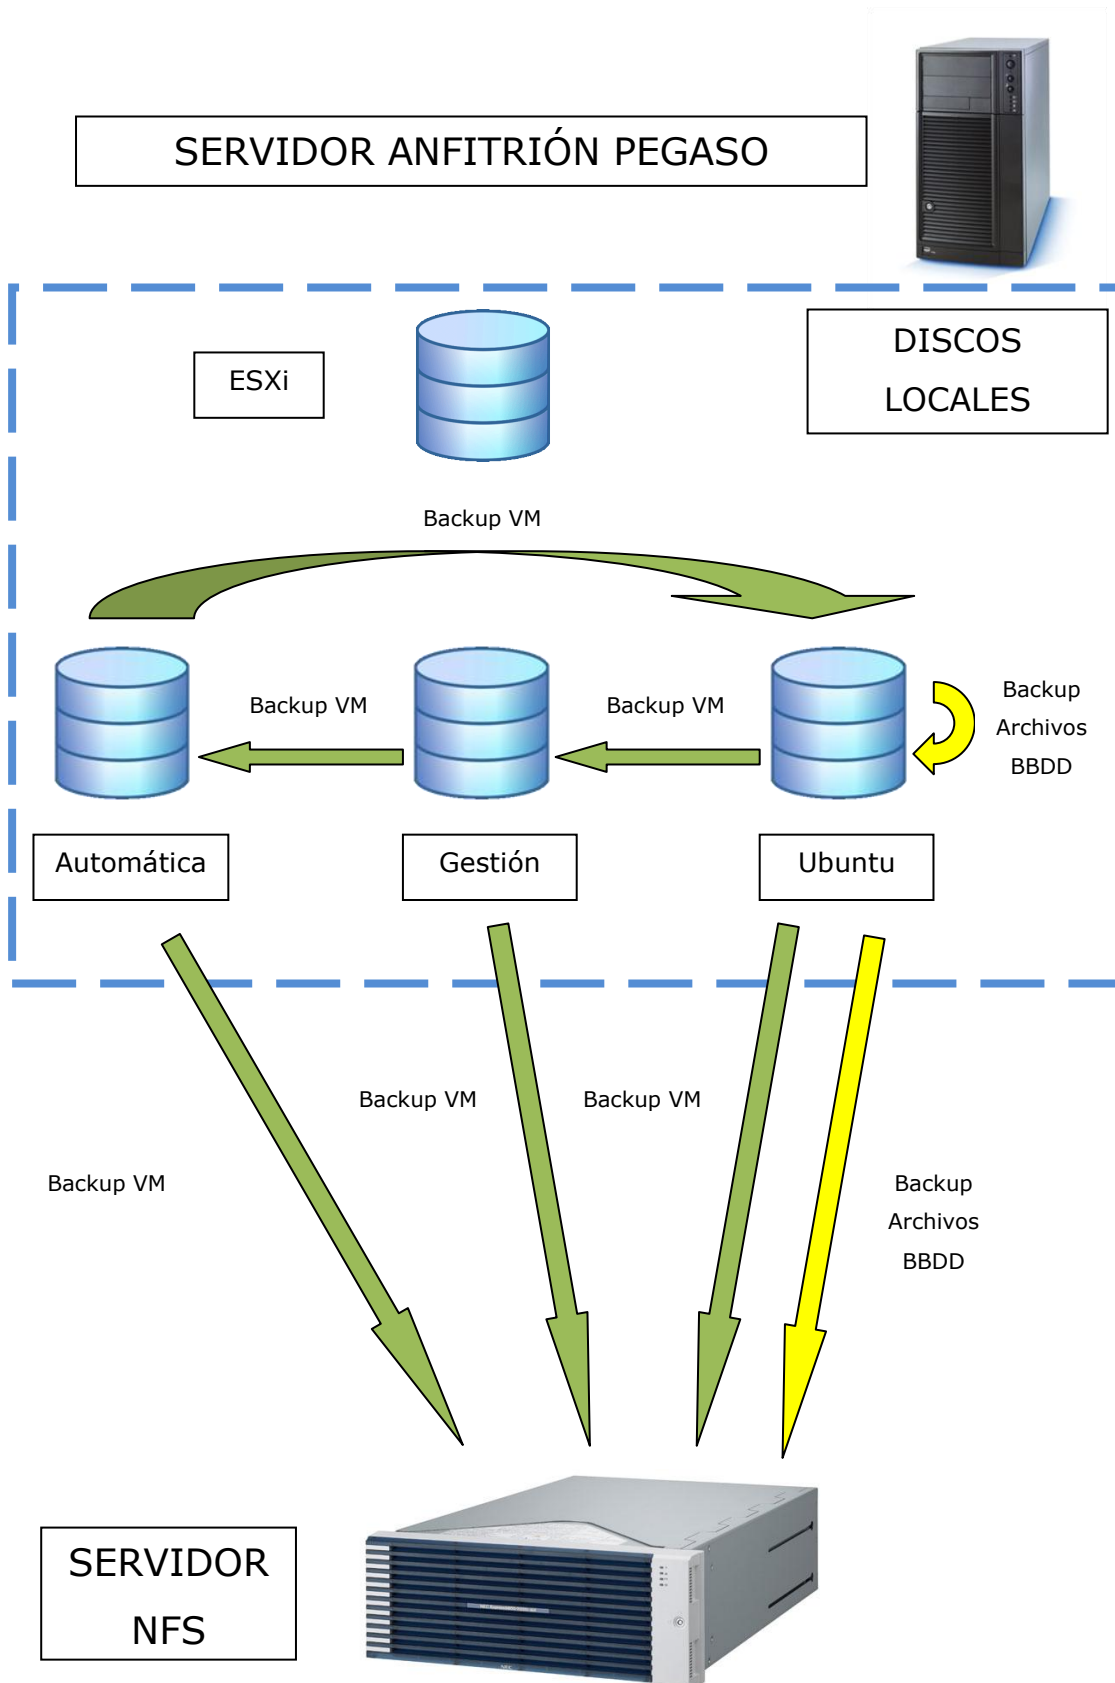 SERVIDOR ANFITRIÓN PEGASO
DISCOS
LOCALES
ESXi
Backup VM
Backup VM
Backup VM
Backup
Archivos
BBDD
Automática
Gestión
Ubuntu
Backup VM
Backup VM
Backup VM
Backup
Archivos
BBDD
SERVIDOR
NFS
NEC